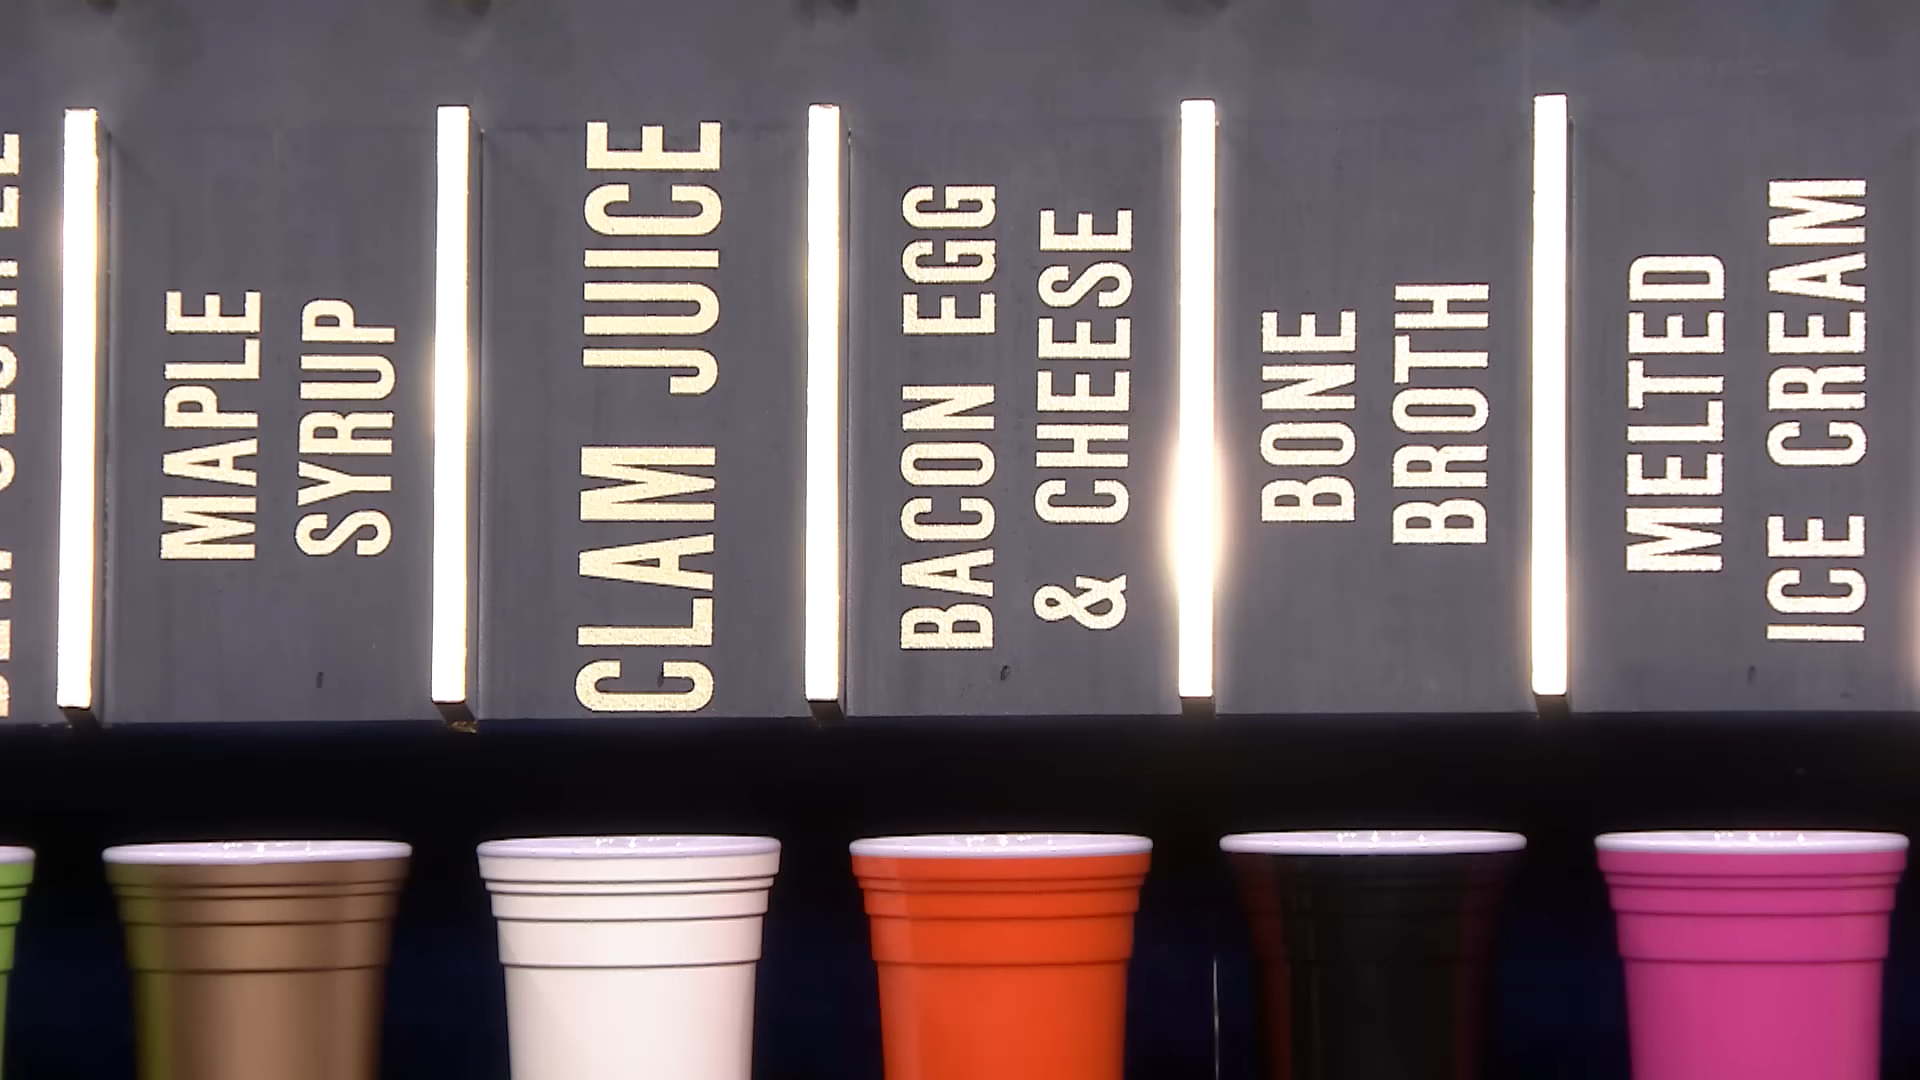 MAPLE
SYRUP
CLAM JUICE
BACON EGG
& CHEESE
BONE
BROTH
MELTED
ICE CREAM